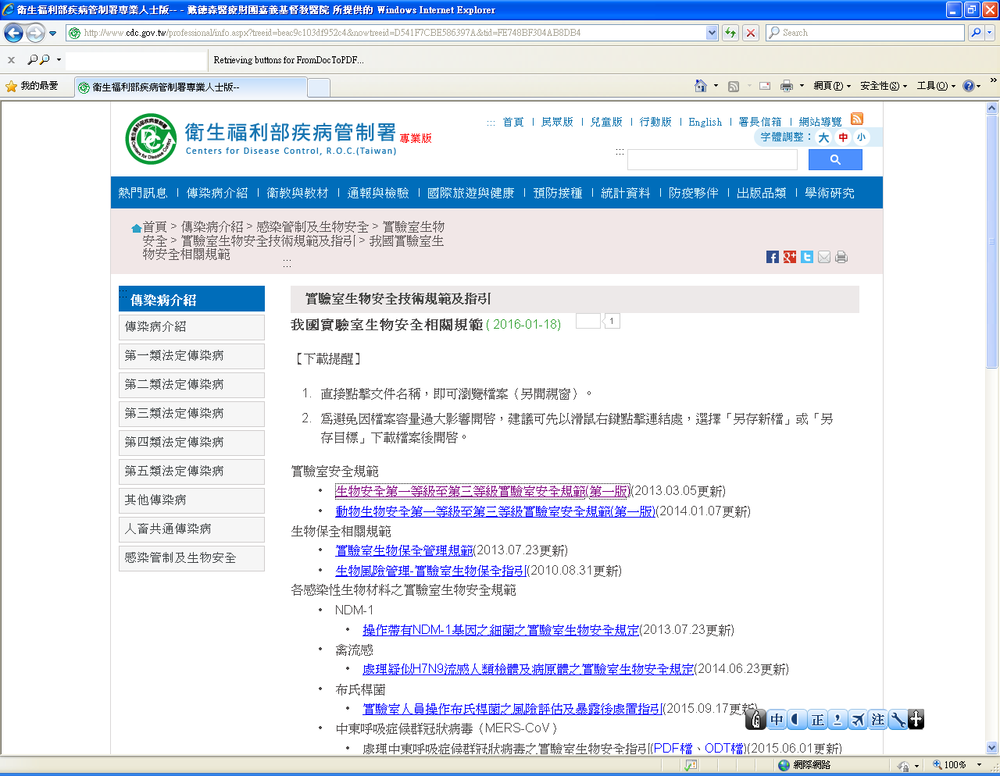 衛生福利部疾病管制署專業人士版-- - 戴德森醫療財團嘉義基督教醫院 所提供的 Windows Internet Explorer
http://www.cdc.gov.tw/professional/info.aspx?treeid=beac9c103df952c4&nowtreeid=D541F7CBE586397A&tid=FE748BF304AB8DB4
Search
Retrieving buttons for FromDocToPDF...
我的最愛
衛生福利部疾病管制署專業人士版--
網頁(P)
安全性(S)
工具(O)
衛生福利部疾病管制署
專業版
Centers for Disease Control, R.O.C.(Taiwan)
::: 首頁 | 民眾版 | 兒童版 | 行動版 | English | 署長信箱 | 網站導覽
字體調整： 大 中 小
:::
熱門訊息 | 傳染病介紹 | 衛教與教材 | 通報與檢驗 | 國際旅遊與健康 | 預防接種 | 統計資料 | 防疫夥伴 | 出版品類 | 學術研究
首頁 > 傳染病介紹 > 感染管制及生物安全 > 實驗室生物
安全 > 實驗室生物安全技術規範及指引 > 我國實驗室生
物安全相關規範
:::
:::
傳染病介紹
傳染病介紹
第一類法定傳染病
第二類法定傳染病
第三類法定傳染病
第四類法定傳染病
第五類法定傳染病
其他傳染病
人畜共通傳染病
感染管制及生物安全
實驗室生物安全技術規範及指引
我國實驗室生物安全相關規範 ( 2016-01-18)
1
【下載提醒】
1. 直接點擊文件名稱，即可瀏覽檔案（另開視窗）。
2. 為避免因檔案容量過大影響開啟，建議可先以滑鼠右鍵點擊連結處，選擇「另存新檔」或「另
存目標」下載檔案後開啟。
實驗室安全規範
• 生物安全第一等級至第三等級實驗室安全規範(第一版)(2013.03.05更新)
• 動物生物安全第一等級至第三等級實驗室安全規範(第一版)(2014.01.07更新)
生物保全相關規範
• 實驗室生物保全管理規範(2013.07.23更新)
• 生物風險管理-實驗室生物保全指引(2010.08.31更新)
各感染性生物材料之實驗室生物安全規範
• NDM-1
• 操作帶有NDM-1基因之細菌之實驗室生物安全規定(2013.07.23更新)
• 禽流感
• 處理疑似H7N9流感人類檢體及病原體之實驗室生物安全規定(2014.06.23更新)
• 布氏桿菌
• 實驗室人員操作布氏桿菌之風險評估及暴露後處置指引(2015.09.17更新)
中 正 注
• 中東呼吸症候群冠狀病毒（MERS-CoV）
• 處理中東呼吸症候群冠狀病毒之實驗室生物安全指引(PDF檔、ODT檔)(2015.06.01更新)
網際網路
100%